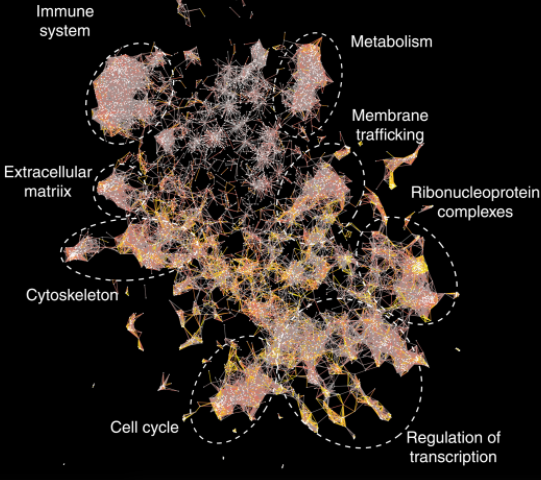 Immune
system
Metabolism
Membrane
trafficking
Extracellular
matriix
Ribonucleoprotein
complexes
Cytoskeleton
Cell cycle
Regulation of
transcription